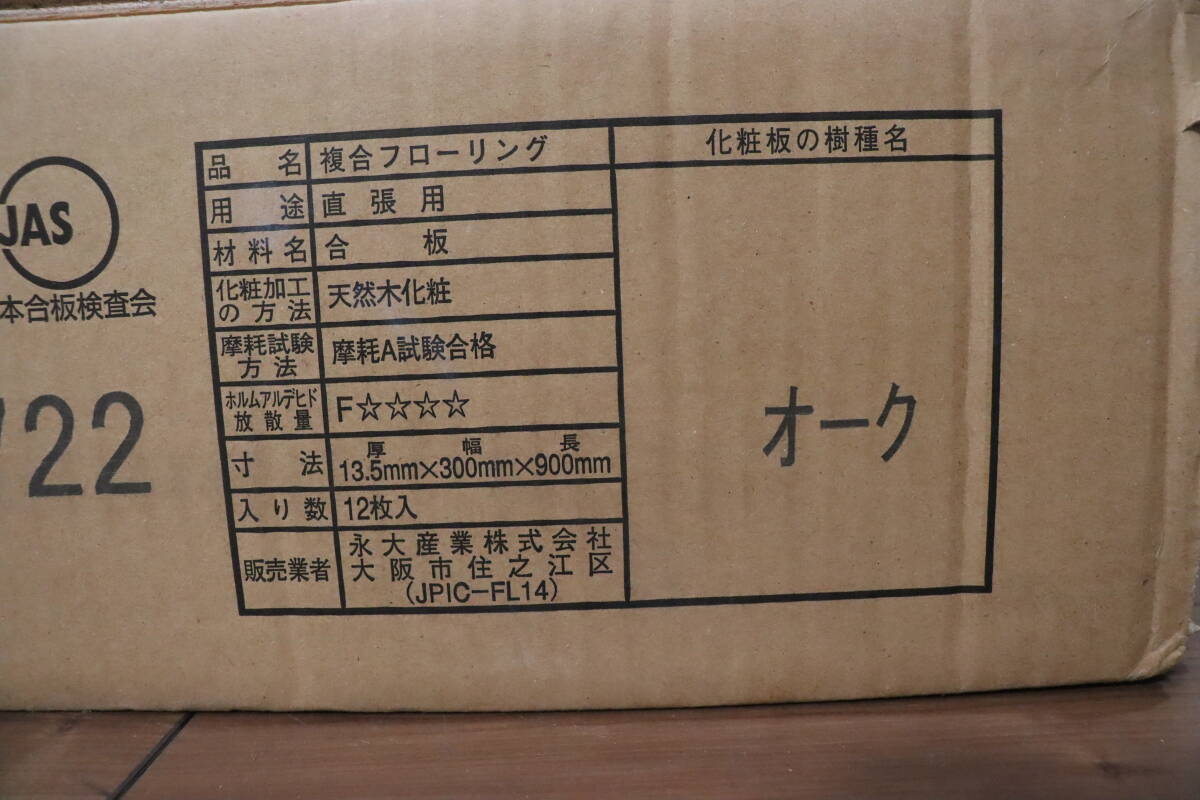 JAS
本合板検査会
22
品名 複合フローリング
用途 直張用
材料名 合板
化粧加工
の方法
天然木化粧
摩耗試験
方法
摩耗A試験合格
ホルムアルデヒド
放散量
F☆☆☆☆
寸法
厚 幅 長
13.5mm×300mm×900mm
入り数 12枚入
販売業者
永大産業株式会社
大阪市住之江区
(JPIC-FL14)
化粧板の樹種名
オーク